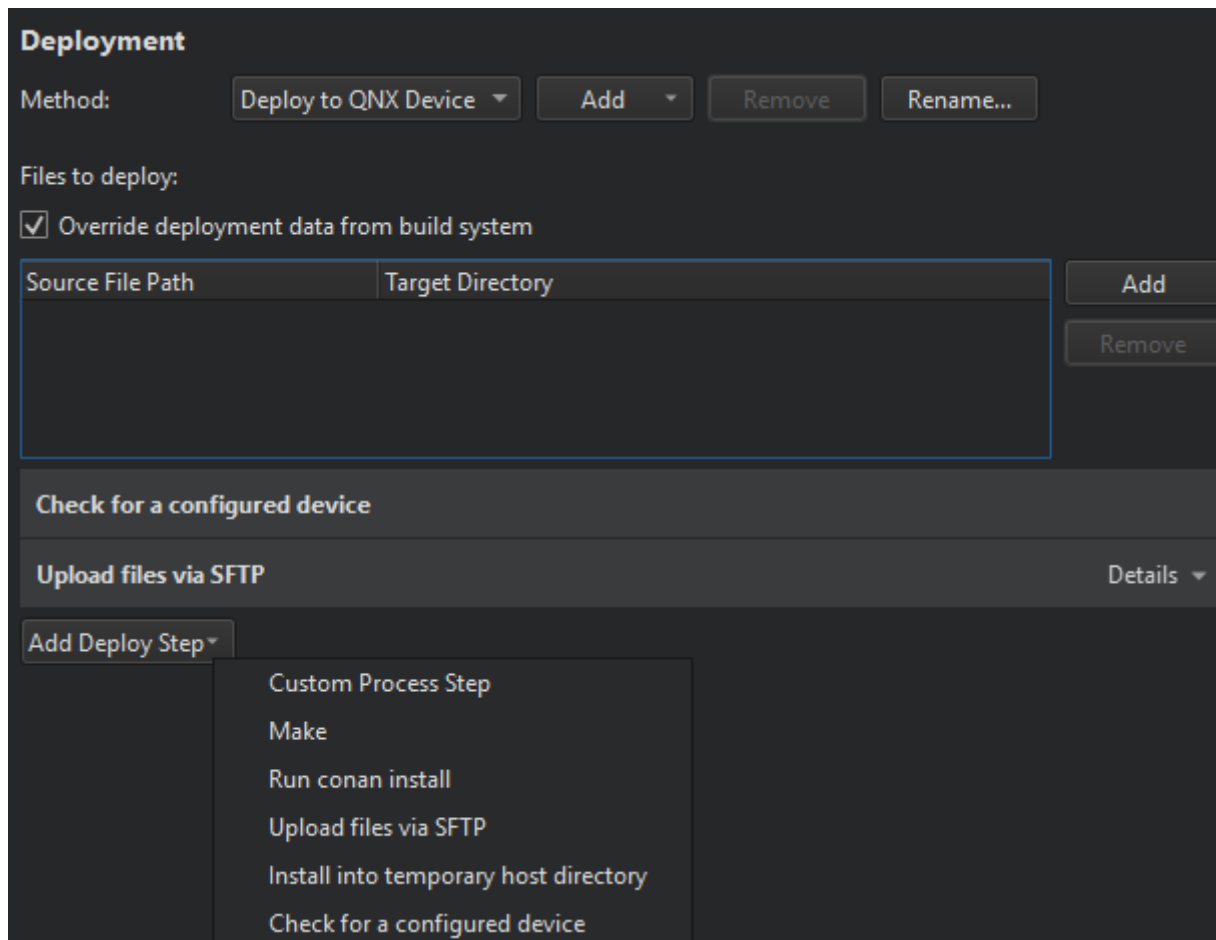 Deployment
Method: Deploy to QNX Device Add Remove Rename...
Files to deploy:
Override deployment data from build system
Source File Path Target Directory Add
Remove
Check for a configured device
Upload files via SFTP Details
Add Deploy Step
Custom Process Step
Make
Run conan install
Upload files via SFTP
Install into temporary host directory
Check for a configured device